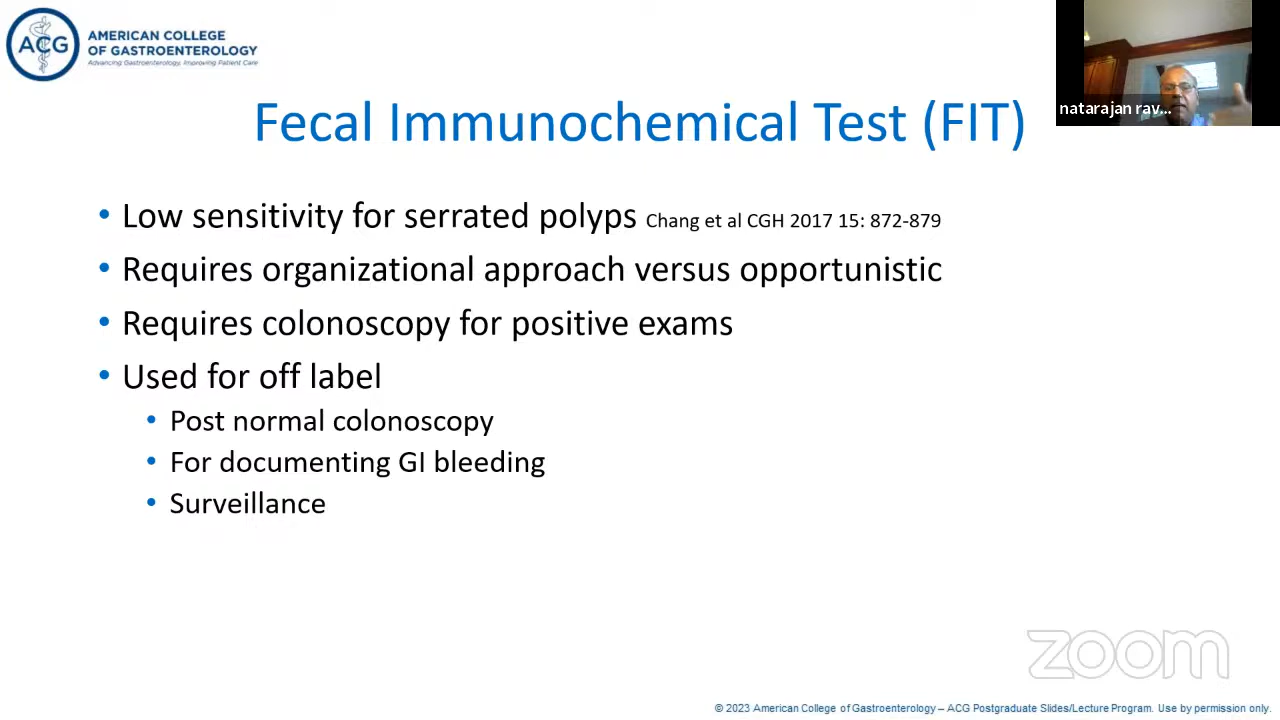 ACG
AMERICAN COLLEGE
OF GASTROENTEROLOGY
Advancing Gastroenterology, Improving Patient Care
natarajan rav...
Fecal Immunochemical Test (FIT)
• Low sensitivity for serrated polyps Chang et al CGH 2017 15: 872-879
• Requires organizational approach versus opportunistic
• Requires colonoscopy for positive exams
• Used for off label
• Post normal colonoscopy
• For documenting GI bleeding
• Surveillance
zoom
© 2023 American College of Gastroenterology – ACG Postgraduate Slides/Lecture Program. Use by permission only.